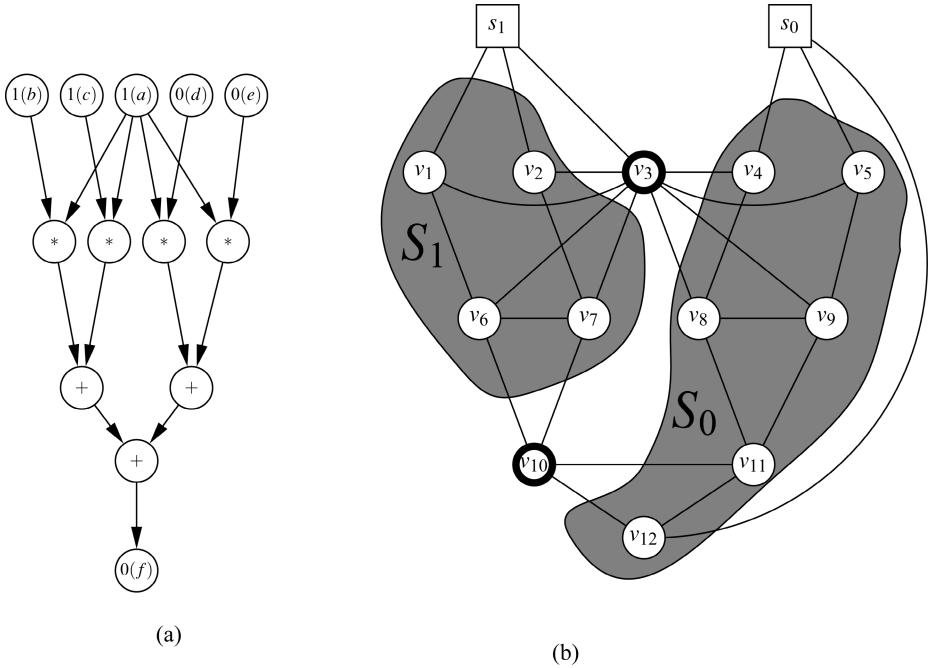 s1 s0
1(b) 1(c) 1(a) 0(d) 0(e)
v1 v2 v3 v4 v5
* * * *
S1
v6 v7 v8 v9
+ +
S0
+ v10 v11
v12
0(f)
(a)
(b)